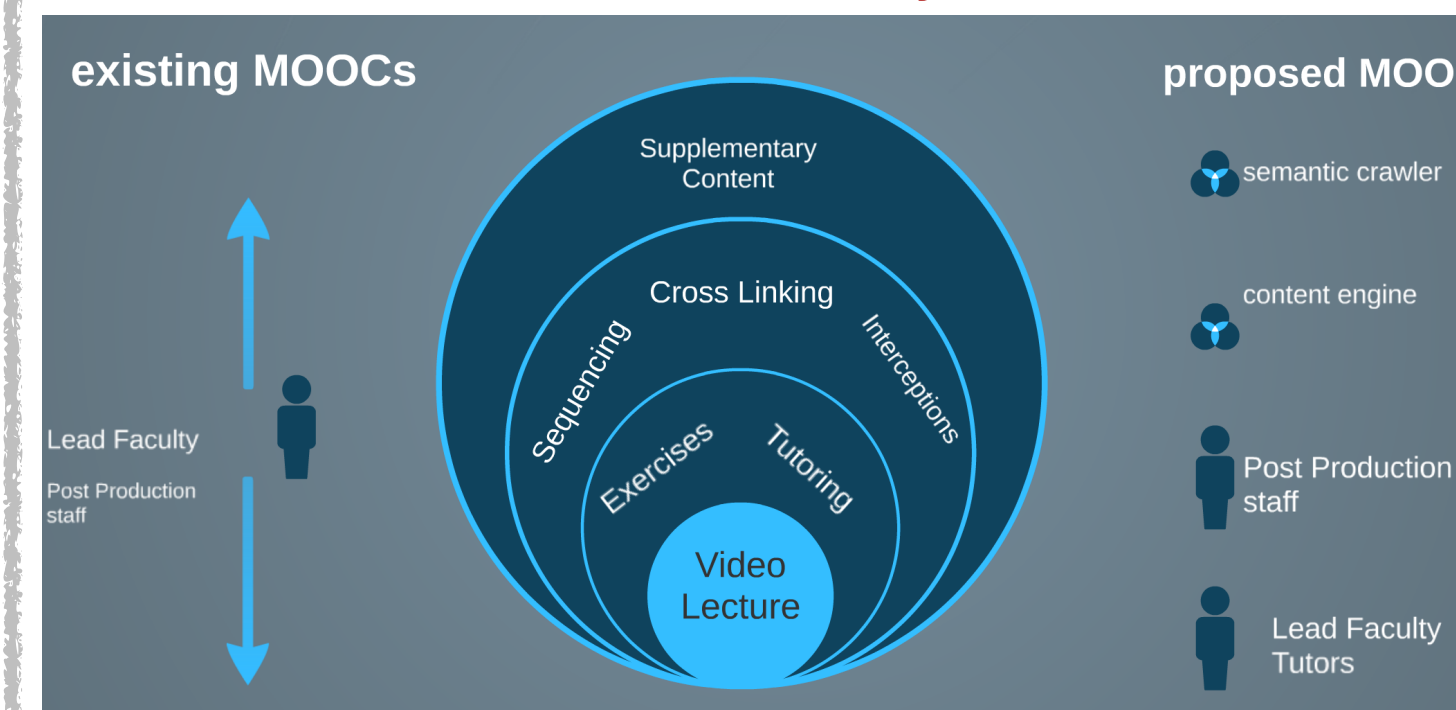 existing MOOCs
proposed MOO
Supplementary
Content
semantic crawler
Cross Linking
content engine
Sequencing
Interceptions
Lead Faculty
Post Production
staff
Exercises
Tutoring
Post Production
staff
Video
Lecture
Lead Faculty
Tutors